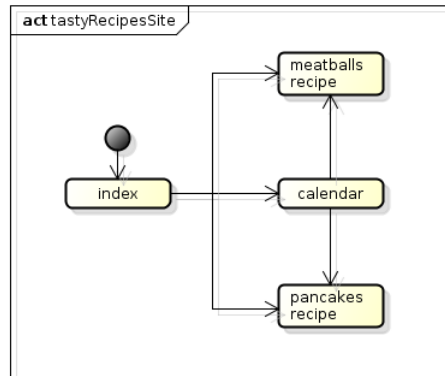 act tastyRecipesSite
meatballs
recipe
index
calendar
pancakes
recipe